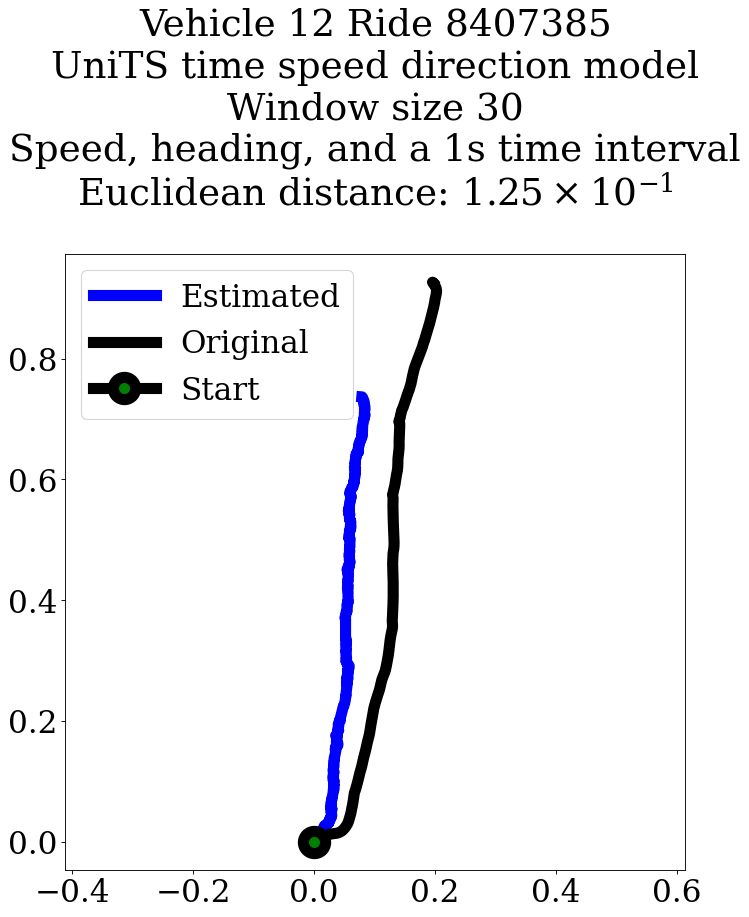 Vehicle 12 Ride 8407385
UniTS time speed direction model
Window size 30
Speed, heading, and a 1s time interval
Euclidean distance: 1.25 × 10⁻¹
Estimated
Original
Start
0.8
0.6
0.4
0.2
0.0
−0.4 −0.2 0.0 0.2 0.4 0.6